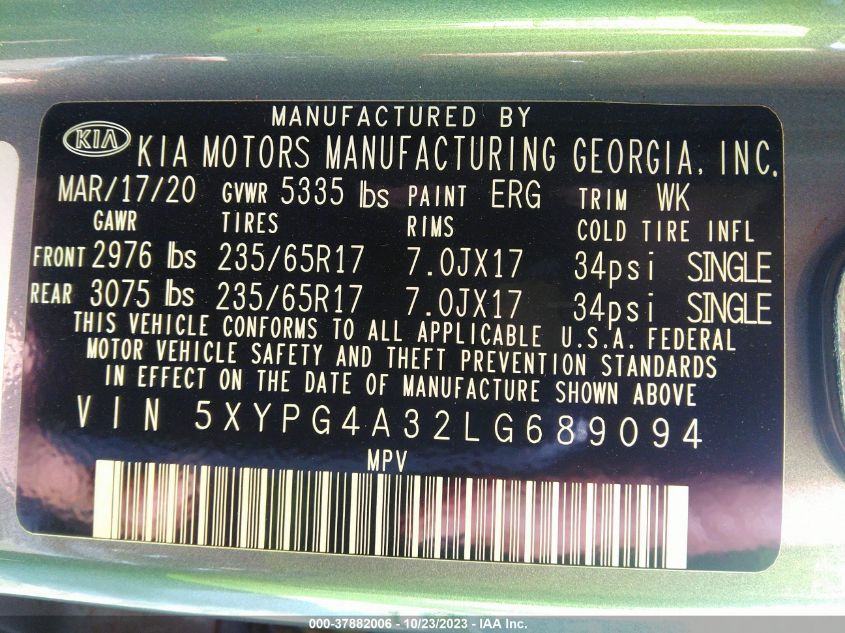 MANUFACTURED BY
KIA KIA MOTORS MANUFACTURING GEORGIA, INC.
MAR/17/20 GVWR 5335 lbs PAINT ERG TRIM WK
GAWR TIRES RIMS COLD TIRE INFL
FRONT 2976 lbs 235/65R17 7.0JX17 34psi SINGLE
REAR 3075 lbs 235/65R17 7.0JX17 34psi SINGLE
THIS VEHICLE CONFORMS TO ALL APPLICABLE U.S.A. FEDERAL
MOTOR VEHICLE SAFETY AND THEFT PREVENTION STANDARDS
IN EFFECT ON THE DATE OF MANUFACTURE SHOWN ABOVE
VIN 5XYPG4A32LG689094
MPV
000-37882006 - 10/23/2023 - IAA Inc.